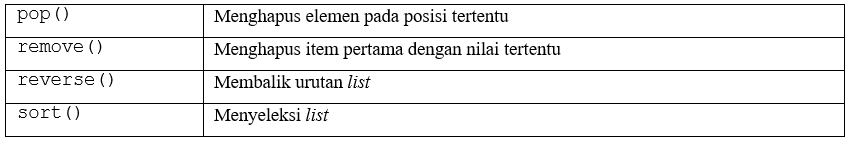 pop() Menghapus elemen pada posisi tertentu
remove() Menghapus item pertama dengan nilai tertentu
reverse() Membalik urutan list
sort() Menyeleksi list